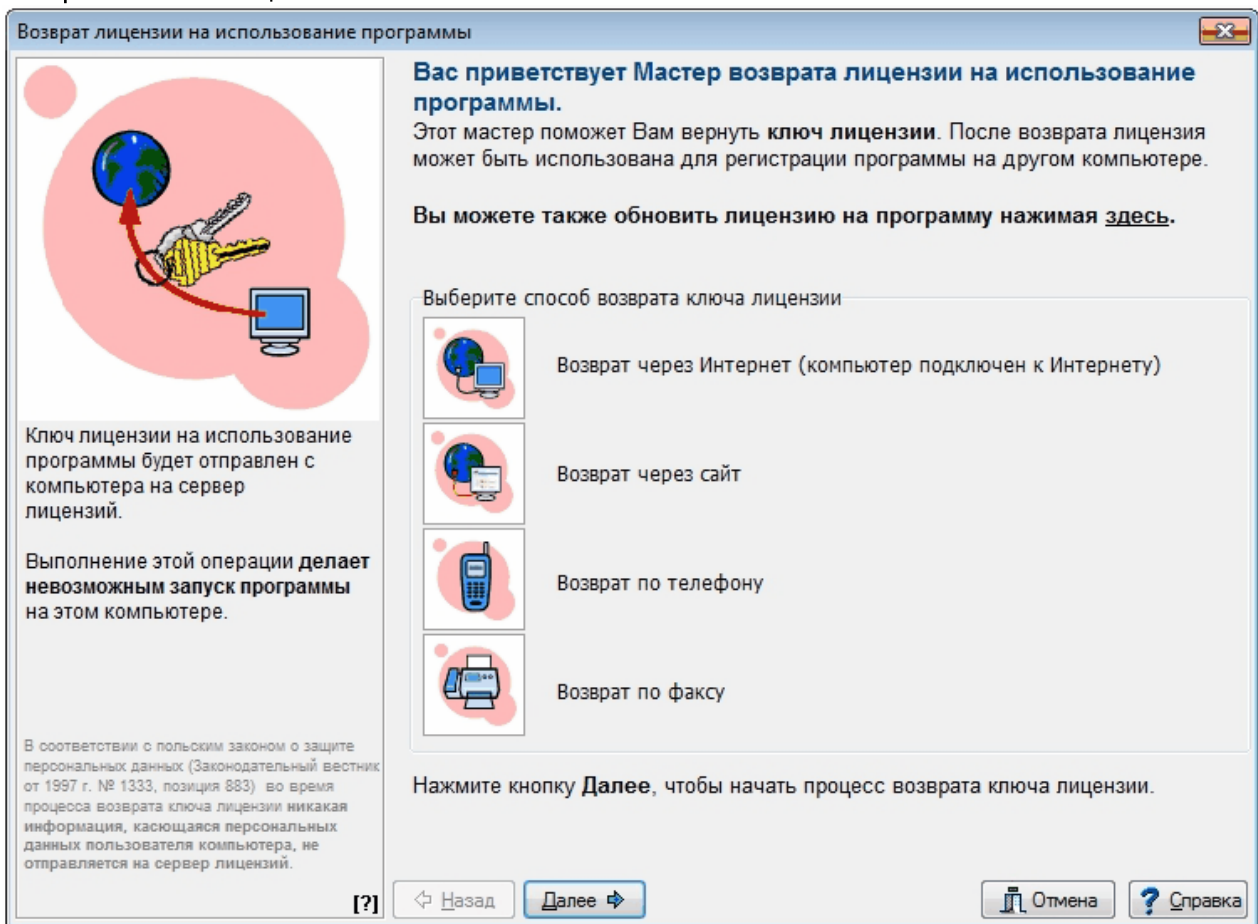 Возврат лицензии на использование программы
Вас приветствует Мастер возврата лицензии на использование
программы.
Этот мастер поможет Вам вернуть ключ лицензии. После возврата лицензия
может быть использована для регистрации программы на другом компьютере.
Вы можете также обновить лицензию на программу нажимая здесь.
Выберите способ возврата ключа лицензии
Возврат через Интернет (компьютер подключен к Интернету)
Возврат через сайт
Возврат по телефону
Возврат по факсу
Нажмите кнопку Далее, чтобы начать процесс возврата ключа лицензии.
Ключ лицензии на использование
программы будет отправлен с
компьютера на сервер
лицензий.
Выполнение этой операции делает
невозможным запуск программы
на этом компьютере.
В соответствии с польским законом о защите
персональных данных (Законодательный вестник
от 1997 г. № 1333, позиция 883) во время
процесса возврата ключа лицензии никакая
информация, касющаяся персональных
данных пользователя компьютера, не
отправляется на сервер лицензий.
[?]
Назад
Далее
Отмена
Справка